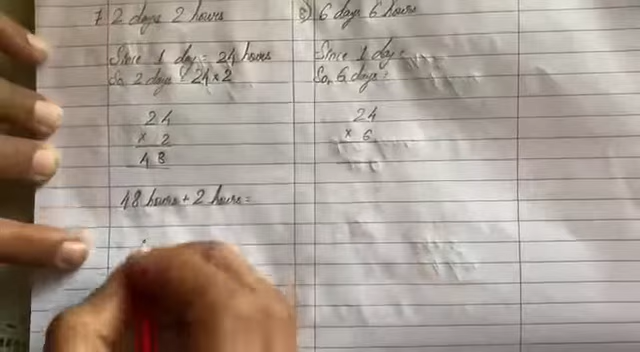 7. 2 days 2 hours
Since 1 day = 24 hours
So 2 days = 24 × 2
24
× 2
48
48 hours + 2 hours =
8) 6 days 6 hours
Since 1 day =
So, 6 days =
24
× 6